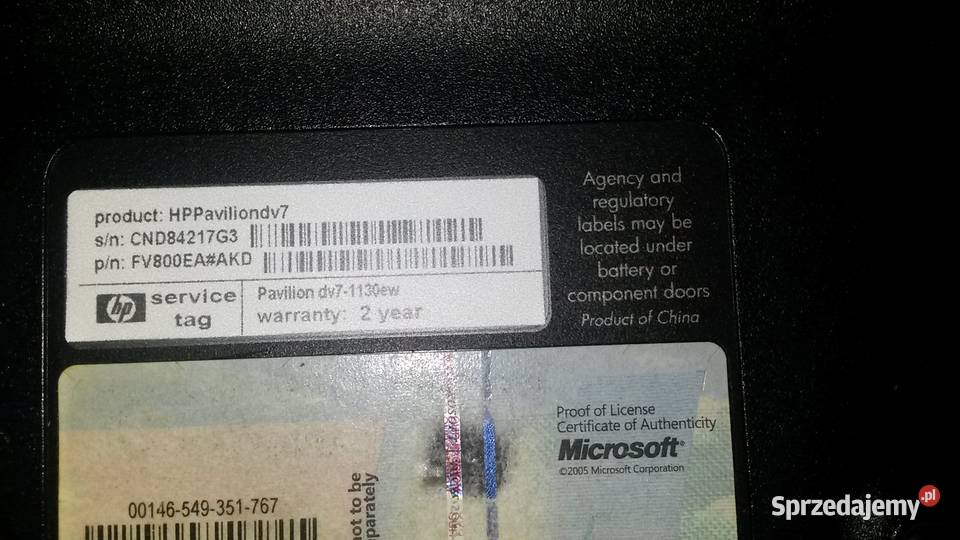 product: HPPaviliondv7
s/n: CND84217G3
p/n: FV800EA#AKD
hp
service
tag
Pavilion dv7-1130ew
warranty: 2 year
Agency and
regulatory
labels may be
located under
battery or
component doors
Product of China
Proof of License
Certificate of Authenticity
Microsoft®
©2005 Microsoft Corporation
00146-549-351-767
not to be
eparately
Sprzedajemy.pl